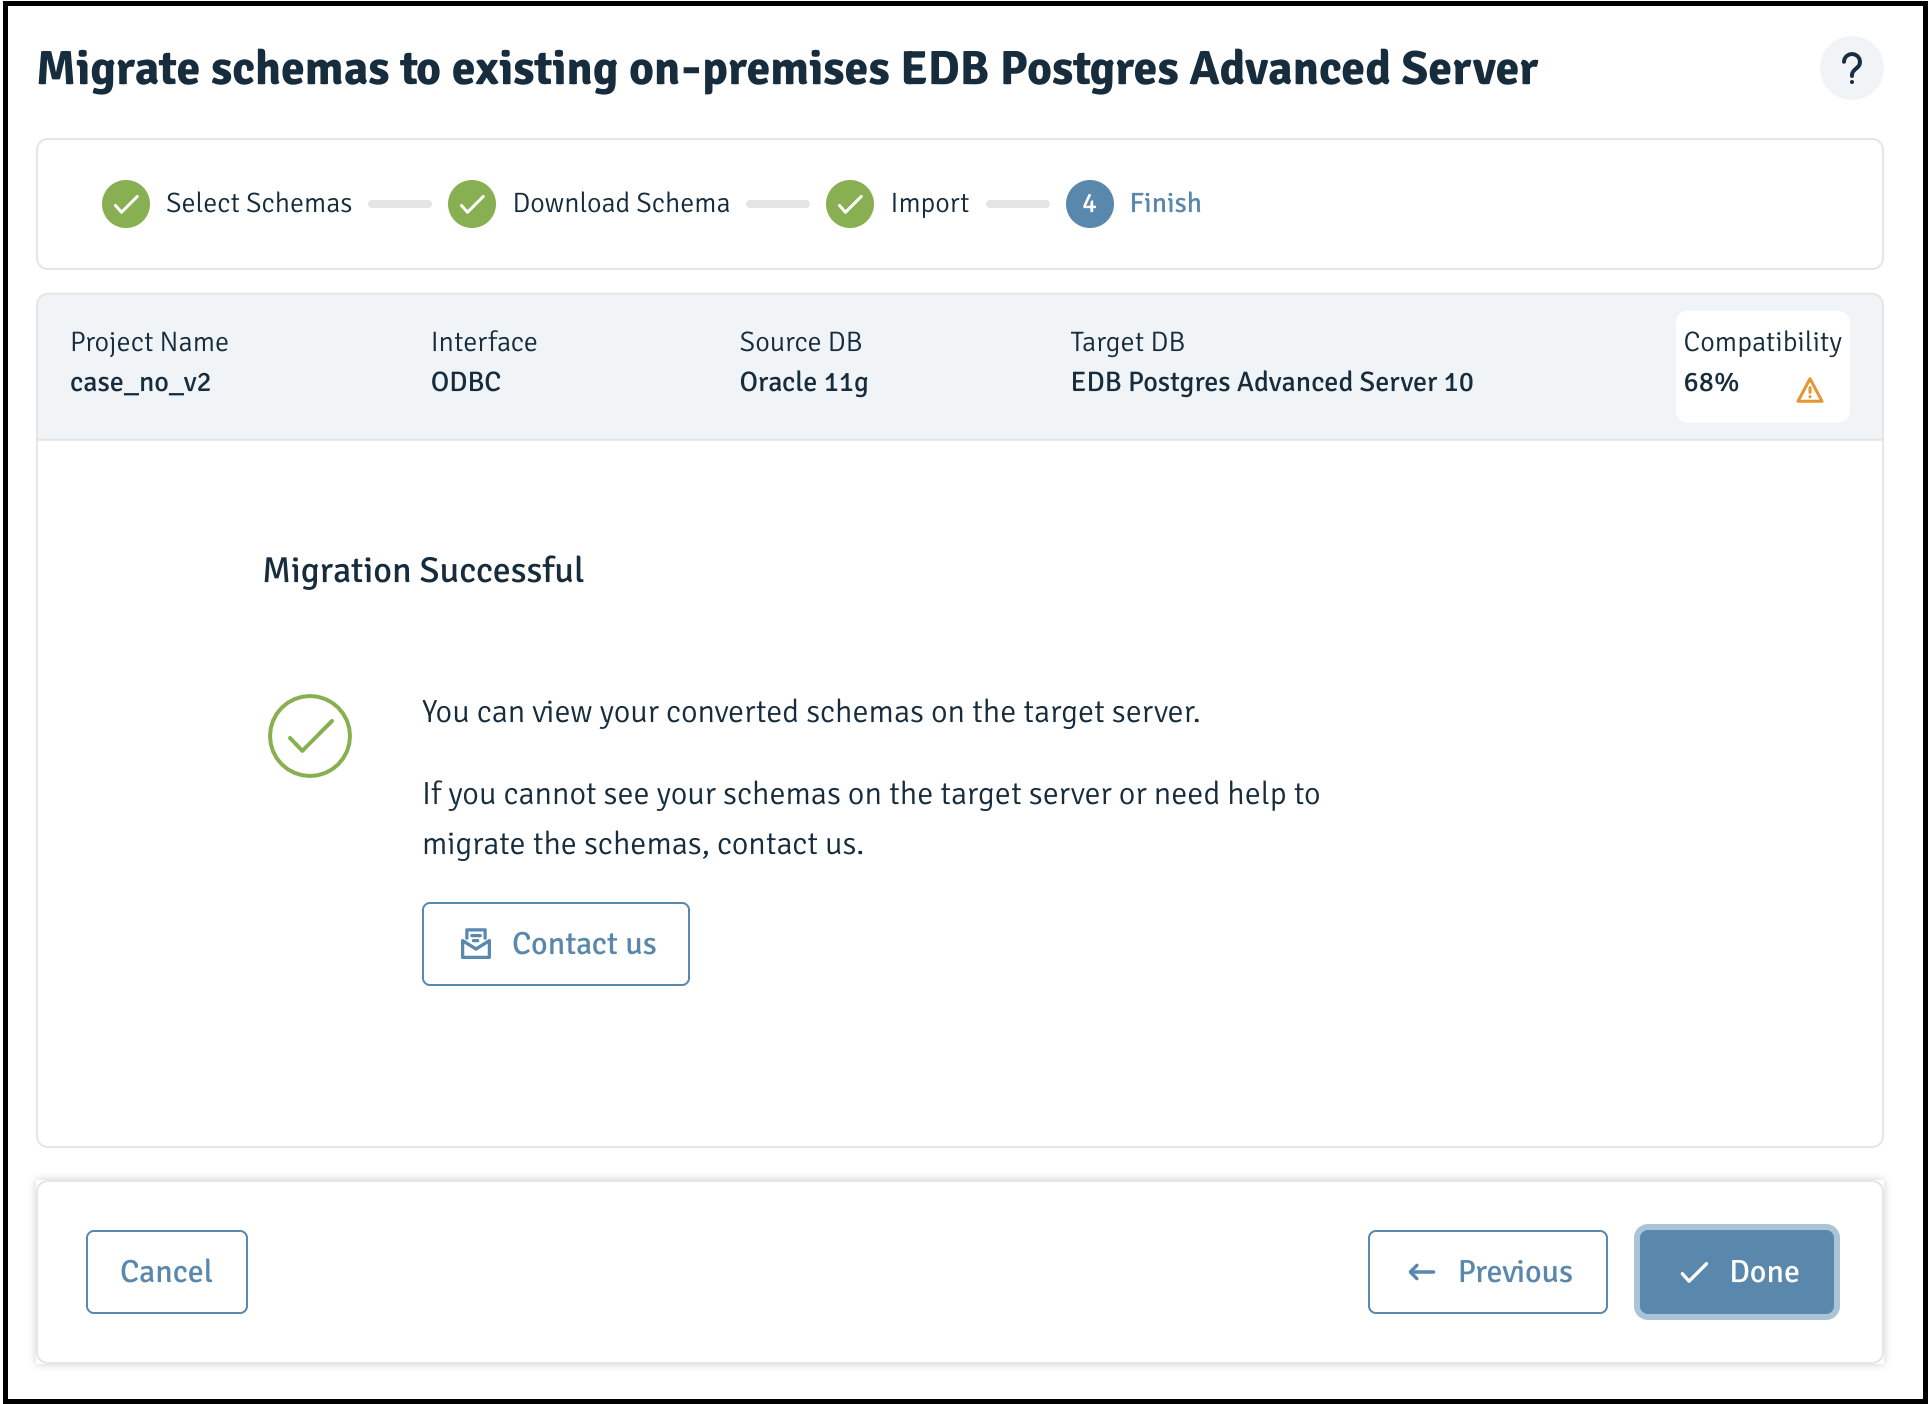 Migrate schemas to existing on-premises EDB Postgres Advanced Server
?
Select Schemas
Download Schema
Import
4
Finish
Project Name
case_no_v2
Interface
ODBC
Source DB
Oracle 11g
Target DB
EDB Postgres Advanced Server 10
Compatibility
68%
Migration Successful
You can view your converted schemas on the target server.
If you cannot see your schemas on the target server or need help to
migrate the schemas, contact us.
Contact us
Cancel
Previous
Done